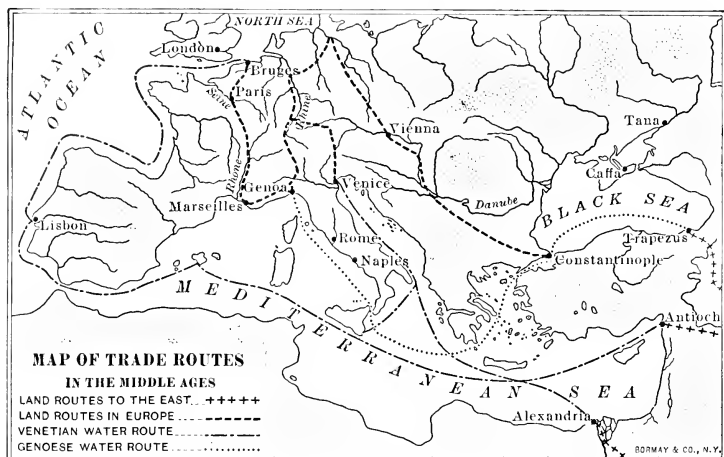 NORTH SEA
London
ATLANTIC
OCEAN
Bruges
Paris
Seine
Rhine
Vienna
Tana
Caffa
Rhone
Genoa
Venice
Danube
BLACK SEA
Marseilles
Lisbon
Rome
Trapezus
Naples
Constantinople
MEDITERRANEAN SEA
Antioch
Alexandria
MAP OF TRADE ROUTES
IN THE MIDDLE AGES
LAND ROUTES TO THE EAST
LAND ROUTES IN EUROPE
VENETIAN WATER ROUTE
GENOESE WATER ROUTE
BORMAY & CO., N.Y.